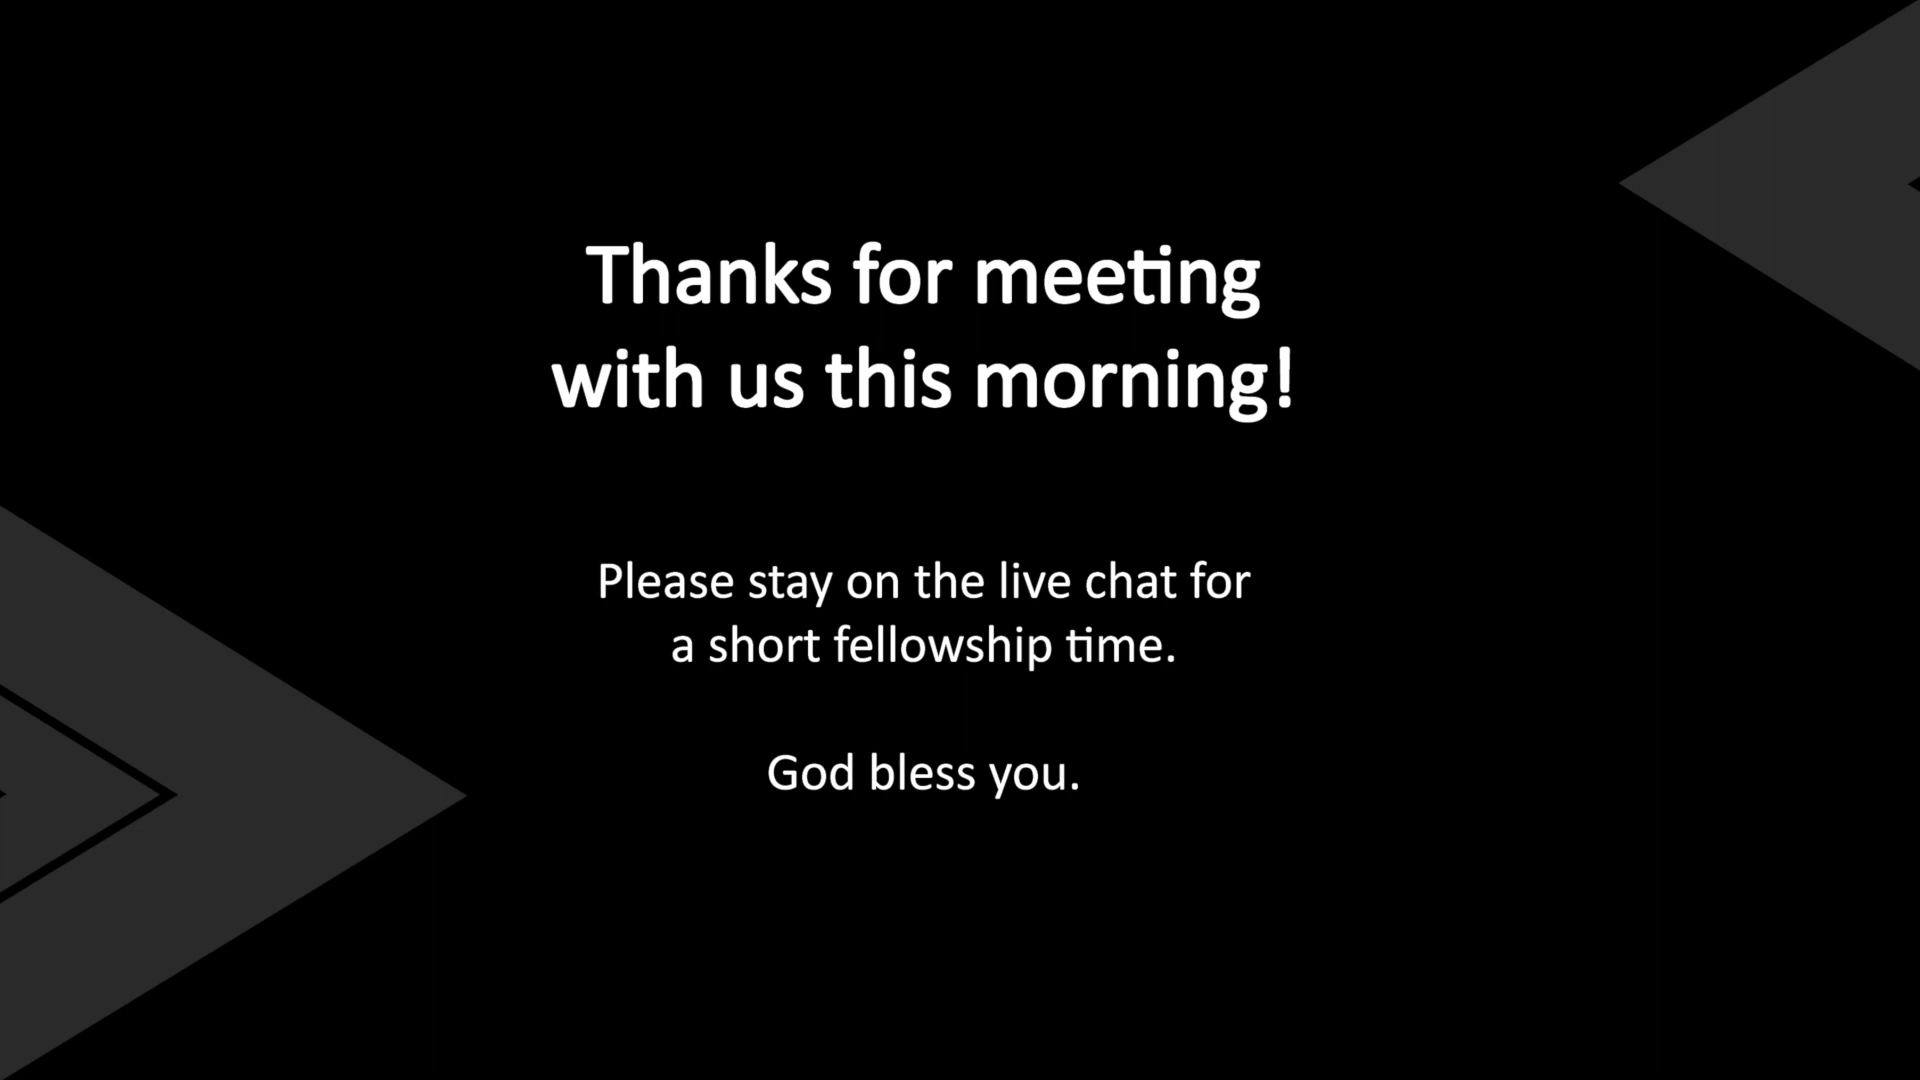 Thanks for meeting
with us this morning!
Please stay on the live chat for
a short fellowship time.
God bless you.